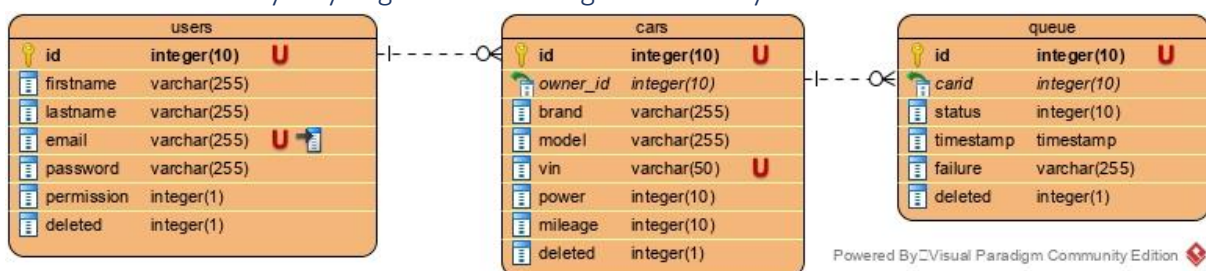 users
id integer(10) U
firstname varchar(255)
lastname varchar(255)
email varchar(255) U
password varchar(255)
permission integer(1)
deleted integer(1)
cars
id integer(10) U
owner_id integer(10)
brand varchar(255)
model varchar(255)
vin varchar(50) U
power integer(10)
mileage integer(10)
deleted integer(1)
queue
id integer(10) U
carid integer(10)
status integer(10)
timestamp timestamp
failure varchar(255)
deleted integer(1)
Powered By Visual Paradigm Community Edition